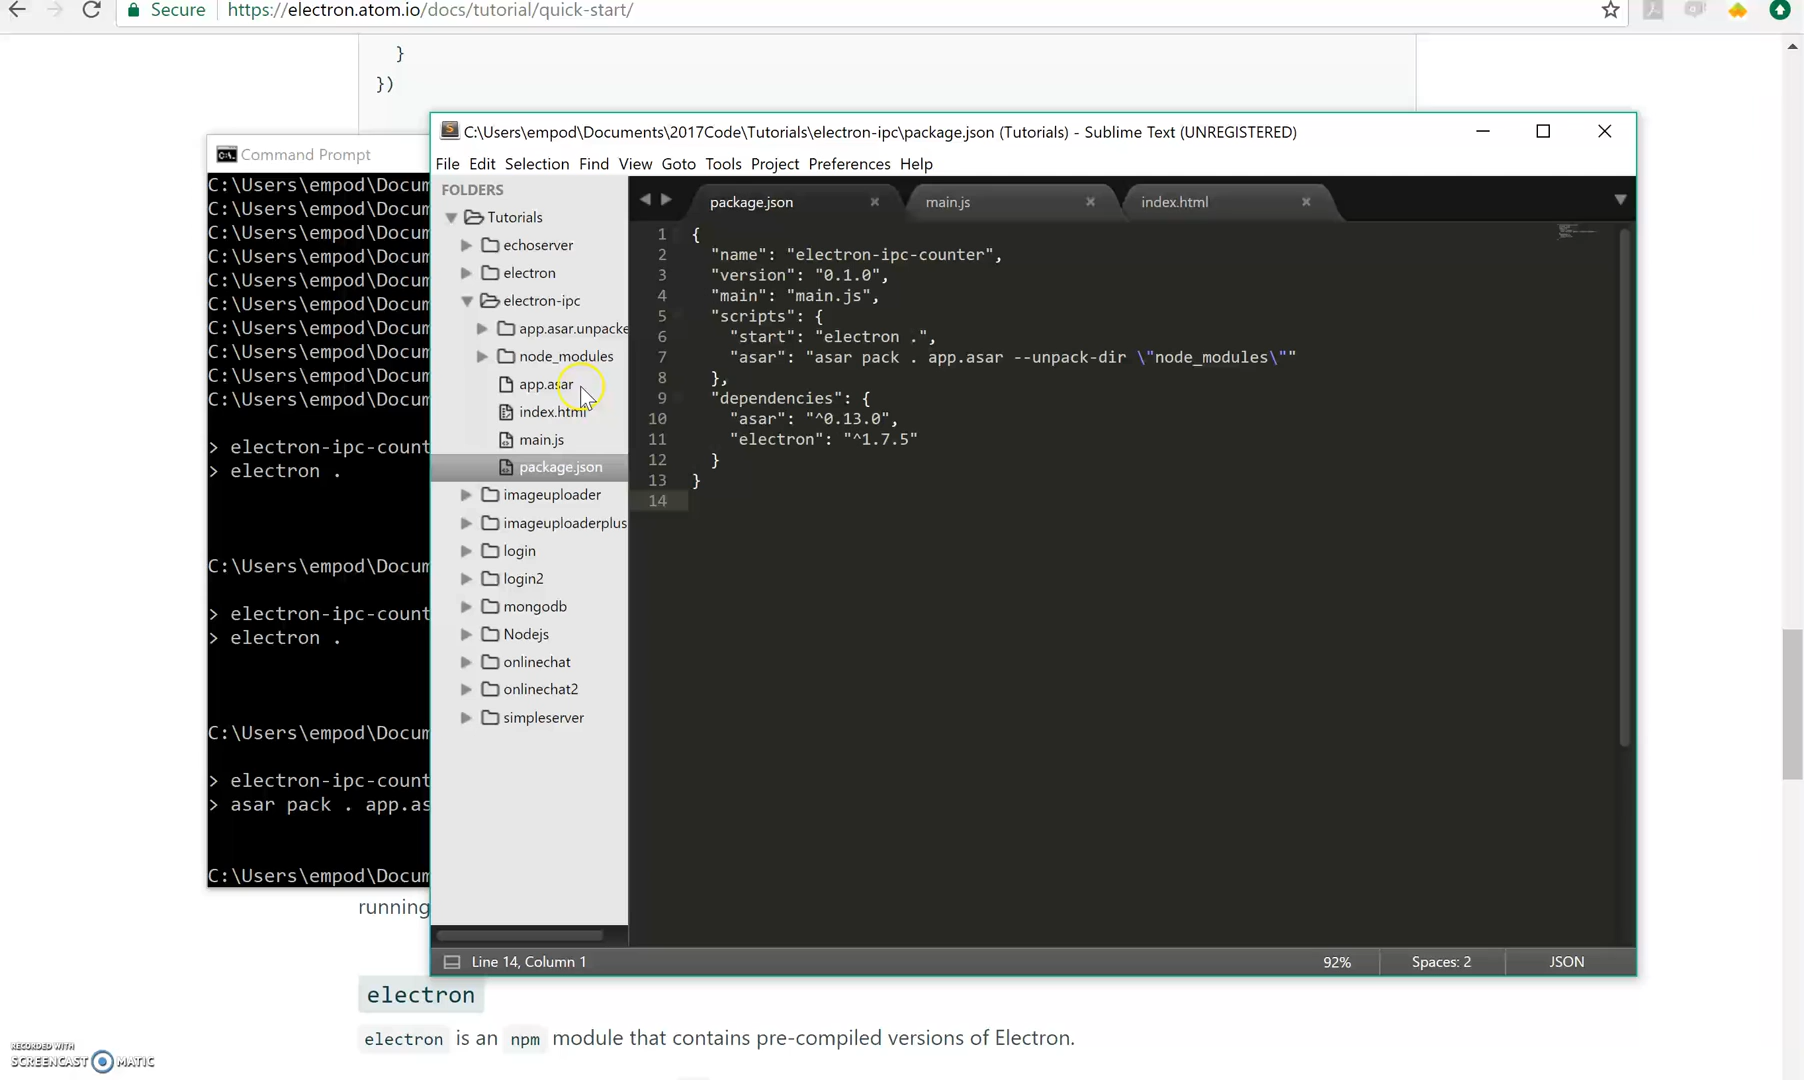 Secure https://electron.atom.io/docs/tutorial/quick-start/
}
})
Command Prompt
C:\Users\empod\Docum
C:\Users\empod\Docum
C:\Users\empod\Docum
C:\Users\empod\Docum
C:\Users\empod\Docum
C:\Users\empod\Docum
C:\Users\empod\Docum
C:\Users\empod\Docum
C:\Users\empod\Docum
C:\Users\empod\Docum
> electron-ipc-count
> electron .
C:\Users\empod\Docum
> electron-ipc-count
> electron .
C:\Users\empod\Docum
> electron-ipc-count
> asar pack . app.as
C:\Users\empod\Docum
C:\Users\empod\Documents\2017Code\Tutorials\electron-ipc\package.json (Tutorials) - Sublime Text (UNREGISTERED)
File Edit Selection Find View Goto Tools Project Preferences Help
FOLDERS
Tutorials
echoserver
electron
electron-ipc
app.asar.unpacke
node_modules
app.asar
index.html
main.js
package.json
imageuploader
imageuploaderplus
login
login2
mongodb
Nodejs
onlinechat
onlinechat2
simpleserver
package.json main.js index.html
1 {
2 "name": "electron-ipc-counter",
3 "version": "0.1.0",
4 "main": "main.js",
5 "scripts": {
6 "start": "electron .",
7 "asar": "asar pack . app.asar --unpack-dir \"node_modules\""
8 },
9 "dependencies": {
10 "asar": "^0.13.0",
11 "electron": "^1.7.5"
12 }
13 }
14
Line 14, Column 1 92% Spaces: 2 JSON
running
electron
electron is an npm module that contains pre-compiled versions of Electron.
RECORDED WITH
SCREENCAST MATIC